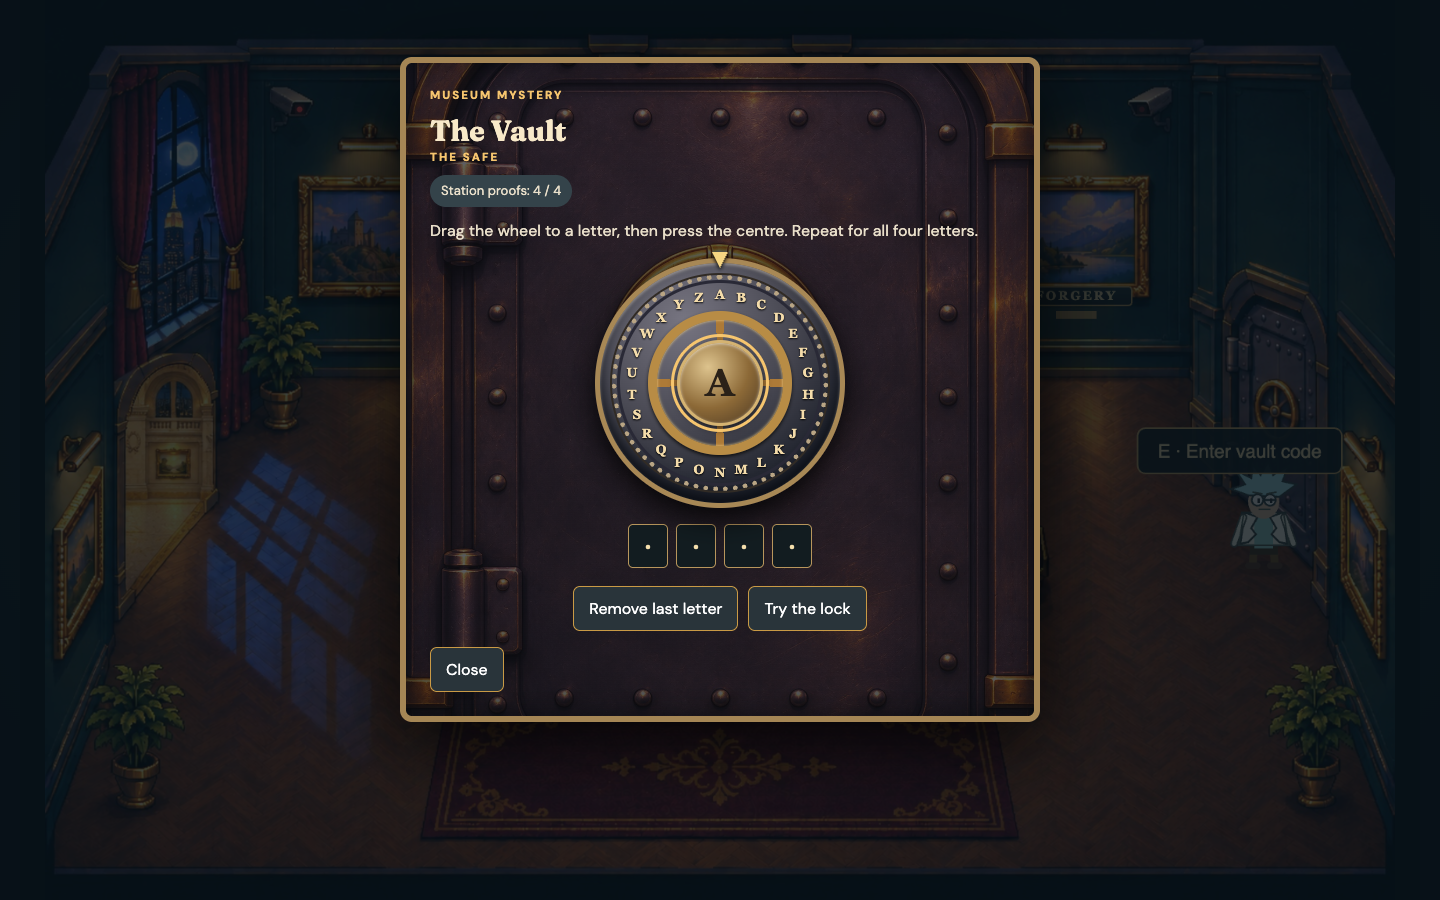 MUSEUM MYSTERY
The Vault
THE SAFE
Station proofs: 4 / 4
Drag the wheel to a letter, then press the centre. Repeat for all four letters.
A B C D E F G H I J K L M N O P Q R S T U V W X Y Z
A
FORGERY
E · Enter vault code
Remove last letter
Try the lock
Close